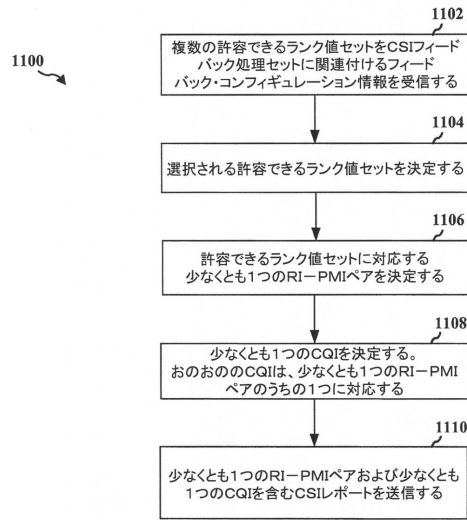 1100
1102
複数の許容できるランク値セットをCSIフィード
バック処理セットに関連付けるフィード
バック・コンフィギュレーション情報を受信する
1104
選択される許容できるランク値セットを決定する
1106
許容できるランク値セットに対応する
少なくとも1つのRI－PMIペアを決定する
1108
少なくとも1つのCQIを決定する。
おのおののCQIは、少なくとも1つのRI－PMI
ペアのうちの1つに対応する
1110
少なくとも1つのRI－PMIペアおよび少なくとも
1つのCQIを含むCSIレポートを送信する